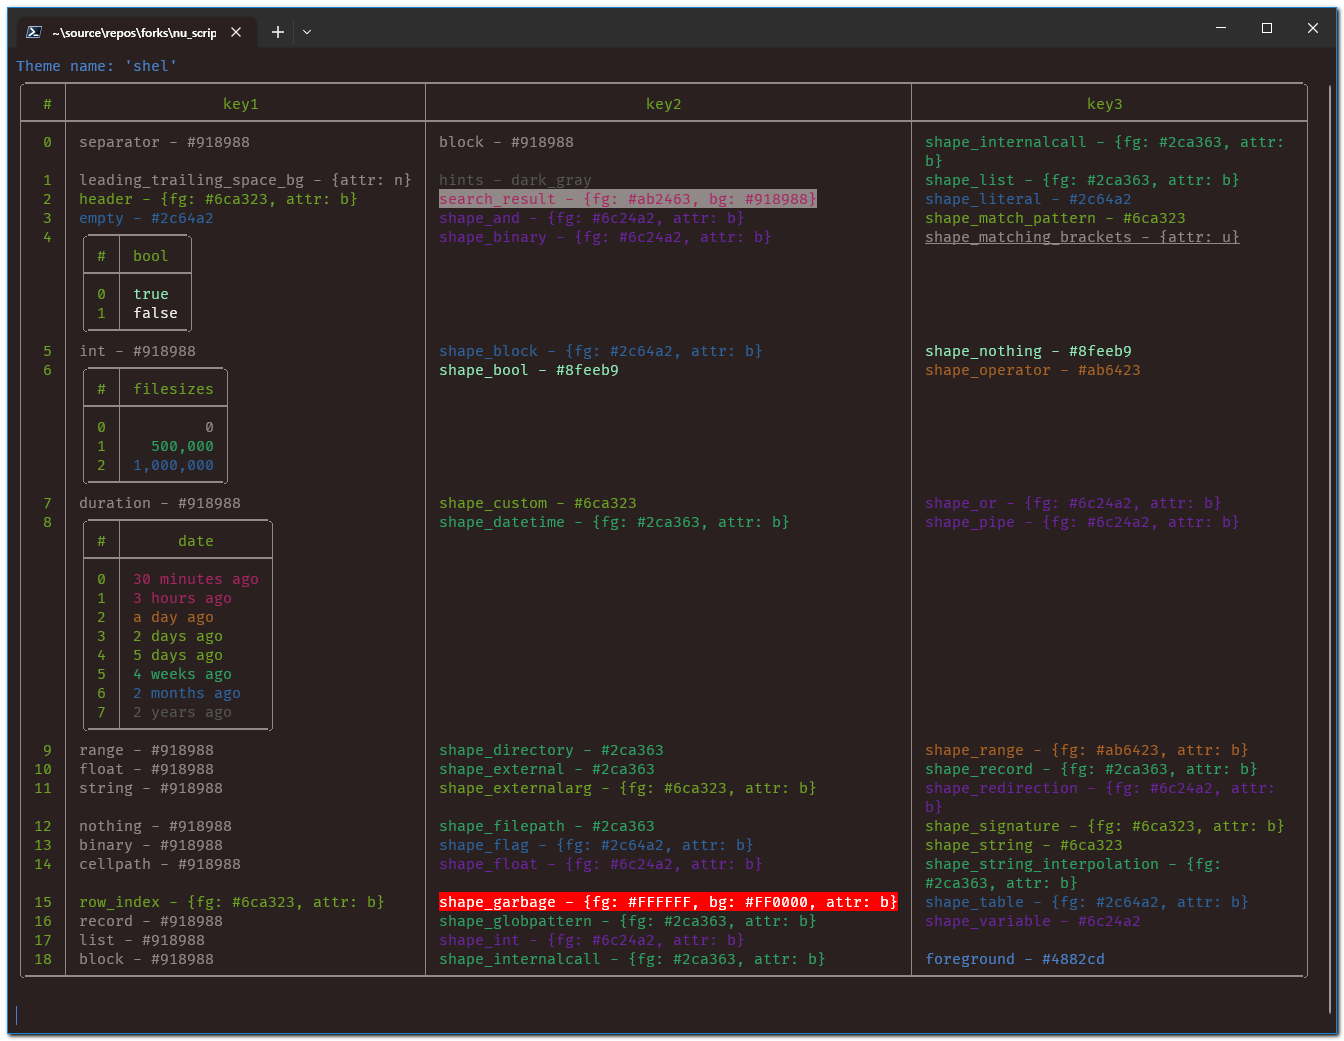 ~\source\repos\forks\nu_scrip
Theme name: 'shel'
# key1 key2 key3
0 separator - #918988 block - #918988 shape_internalcall - {fg: #2ca363, attr:
b}
1 leading_trailing_space_bg - {attr: n} hints - dark_gray shape_list - {fg: #2ca363, attr: b}
2 header - {fg: #6ca323, attr: b} search_result - {fg: #ab2463, bg: #918988} shape_literal - #2c64a2
3 empty - #2c64a2 shape_and - {fg: #6c24a2, attr: b} shape_match_pattern - #6ca323
4 shape_binary - {fg: #6c24a2, attr: b} shape_matching_brackets - {attr: u}
# bool
0 true
1 false
5 int - #918988 shape_block - {fg: #2c64a2, attr: b} shape_nothing - #8feeb9
6 shape_bool - #8feeb9 shape_operator - #ab6423
# filesizes
0 0
1 500,000
2 1,000,000
7 duration - #918988 shape_custom - #6ca323 shape_or - {fg: #6c24a2, attr: b}
8 shape_datetime - {fg: #2ca363, attr: b} shape_pipe - {fg: #6c24a2, attr: b}
# date
0 30 minutes ago
1 3 hours ago
2 a day ago
3 2 days ago
4 5 days ago
5 4 weeks ago
6 2 months ago
7 2 years ago
9 range - #918988 shape_directory - #2ca363 shape_range - {fg: #ab6423, attr: b}
10 float - #918988 shape_external - #2ca363 shape_record - {fg: #2ca363, attr: b}
11 string - #918988 shape_externalarg - {fg: #6ca323, attr: b} shape_redirection - {fg: #6c24a2, attr:
b}
12 nothing - #918988 shape_filepath - #2ca363 shape_signature - {fg: #6ca323, attr: b}
13 binary - #918988 shape_flag - {fg: #2c64a2, attr: b} shape_string - #6ca323
14 cellpath - #918988 shape_float - {fg: #6c24a2, attr: b} shape_string_interpolation - {fg:
#2ca363, attr: b}
15 row_index - {fg: #6ca323, attr: b} shape_garbage - {fg: #FFFFFF, bg: #FF0000, attr: b} shape_table - {fg: #2c64a2, attr: b}
16 record - #918988 shape_globpattern - {fg: #2ca363, attr: b} shape_variable - #6c24a2
17 list - #918988 shape_int - {fg: #6c24a2, attr: b}
18 block - #918988 shape_internalcall - {fg: #2ca363, attr: b} foreground - #4882cd